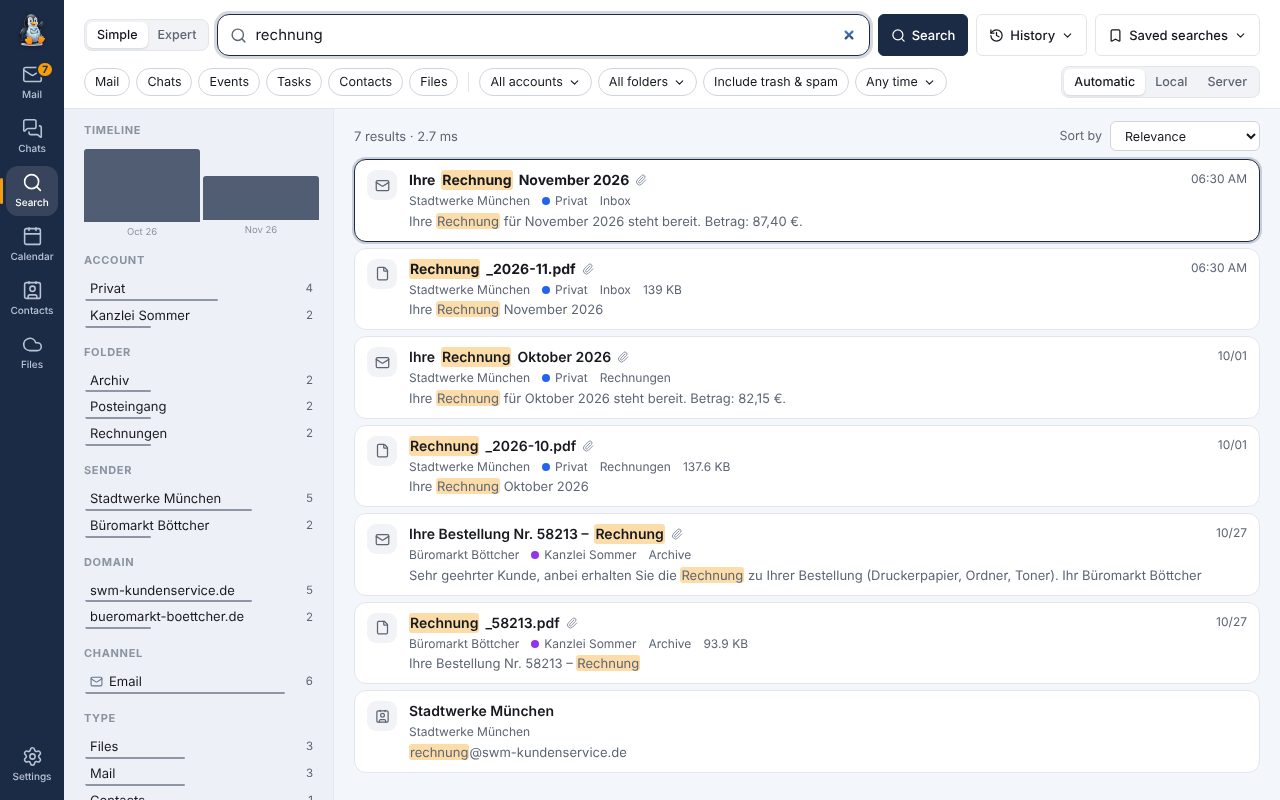 Simple Expert rechnung Search History Saved searches
7
Mail
Chats
Search
Calendar
Contacts
Files
Settings
Mail Chats Events Tasks Contacts Files All accounts All folders Include trash & spam Any time Automatic Local Server
TIMELINE
Oct 26 Nov 26
ACCOUNT
Privat 4
Kanzlei Sommer 2
FOLDER
Archiv 2
Posteingang 2
Rechnungen 2
SENDER
Stadtwerke München 5
Büromarkt Böttcher 2
DOMAIN
swm-kundenservice.de 5
bueromarkt-boettcher.de 2
CHANNEL
Email 6
TYPE
Files 3
Mail 3
Contacts 1
7 results · 2.7 ms Sort by Relevance
Ihre Rechnung November 2026 06:30 AM
Stadtwerke München Privat Inbox
Ihre Rechnung für November 2026 steht bereit. Betrag: 87,40 €.
Rechnung _2026-11.pdf 06:30 AM
Stadtwerke München Privat Inbox 139 KB
Ihre Rechnung November 2026
Ihre Rechnung Oktober 2026 10/01
Stadtwerke München Privat Rechnungen
Ihre Rechnung für Oktober 2026 steht bereit. Betrag: 82,15 €.
Rechnung _2026-10.pdf 10/01
Stadtwerke München Privat Rechnungen 137.6 KB
Ihre Rechnung Oktober 2026
Ihre Bestellung Nr. 58213 – Rechnung 10/27
Büromarkt Böttcher Kanzlei Sommer Archive
Sehr geehrter Kunde, anbei erhalten Sie die Rechnung zu Ihrer Bestellung (Druckerpapier, Ordner, Toner). Ihr Büromarkt Böttcher
Rechnung _58213.pdf 10/27
Büromarkt Böttcher Kanzlei Sommer Archive 93.9 KB
Ihre Bestellung Nr. 58213 – Rechnung
Stadtwerke München
Stadtwerke München
rechnung@swm-kundenservice.de